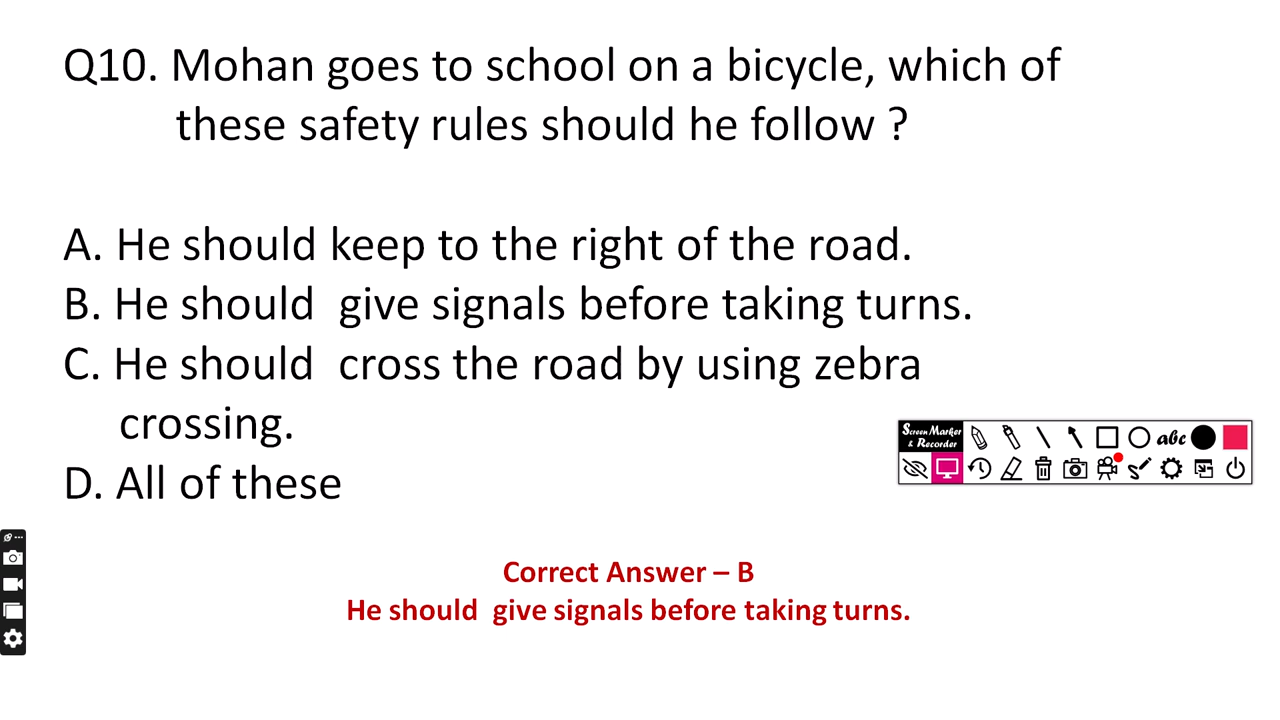 Q10. Mohan goes to school on a bicycle, which of
these safety rules should he follow ?
A. He should keep to the right of the road.
B. He should  give signals before taking turns.
C. He should  cross the road by using zebra
crossing.
D. All of these
Screen Marker
& Recorder
abc
Correct Answer – B
He should  give signals before taking turns.